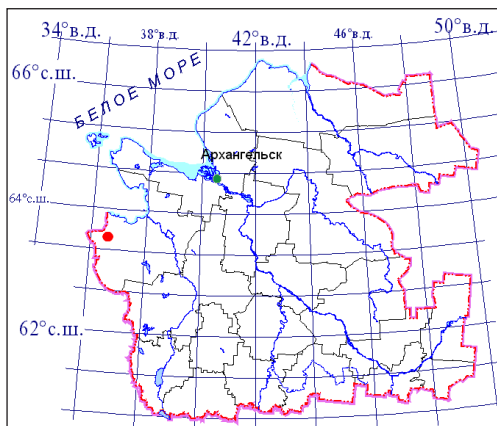 34°в.д.
38°в.д.
42°в.д.
46°в.д.
50°в.д.
66°с.ш.
БЕЛОЕ МОРЕ
Архангельск
64°с.ш.
62°с.ш.